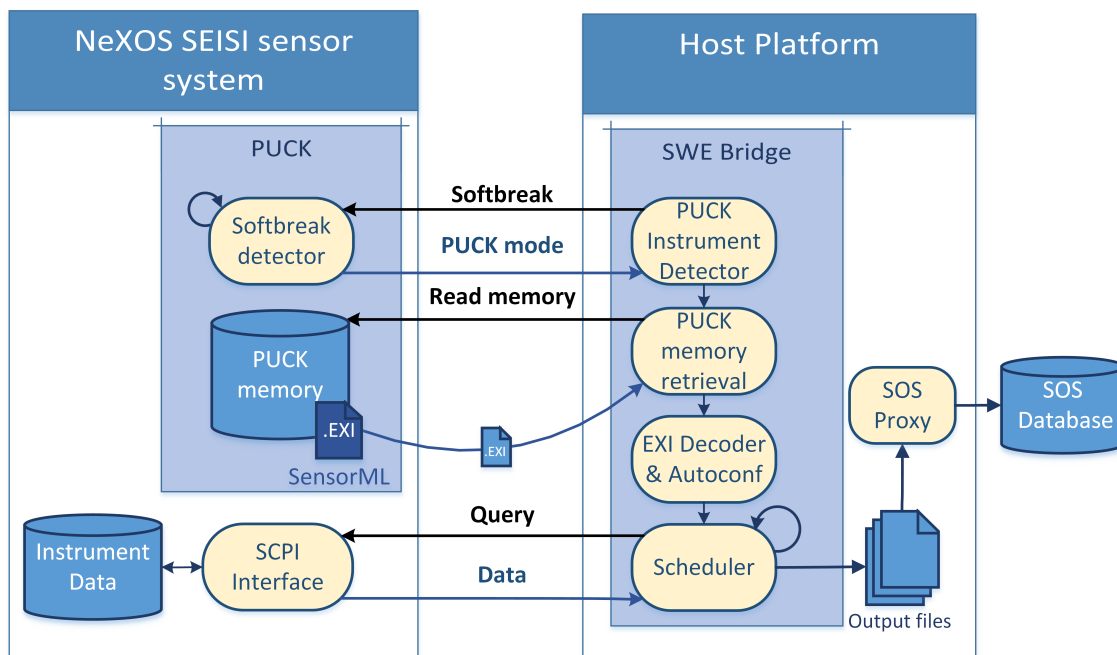 NeXOS SEISI sensor
system
Host Platform
PUCK
SWE Bridge
Softbreak
Softbreak
detector
PUCK
Instrument
Detector
PUCK mode
Read memory
PUCK
memory
PUCK
memory
retrieval
.EXI
SensorML
.EXI
EXI Decoder
& Autoconf
SOS
Proxy
SOS
Database
Query
Instrument
Data
SCPI
Interface
Data
Scheduler
Output files